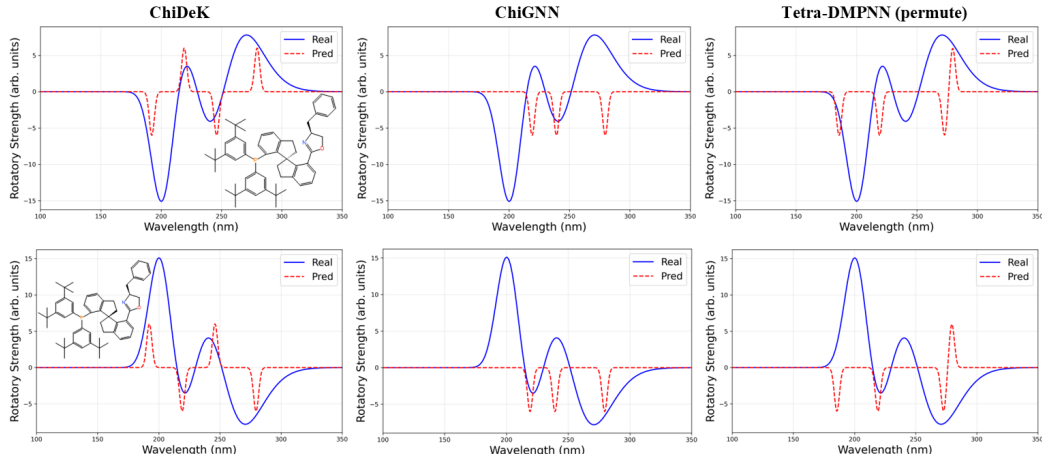 ChiDeK
ChiGNN
Tetra-DMPNN (permute)
Rotatory Strength (arb. units)
5
0
−5
−10
−15
Real
Pred
N
O
P
100 150 200 250 300 350
Wavelength (nm)
Rotatory Strength (arb. units)
5
0
−5
−10
−15
Real
Pred
100 150 200 250 300 350
Wavelength (nm)
Rotatory Strength (arb. units)
5
0
−5
−10
−15
Real
Pred
100 150 200 250 300 350
Wavelength (nm)
Rotatory Strength (arb. units)
15
10
5
0
−5
Real
Pred
N
O
P
100 150 200 250 300 350
Wavelength (nm)
Rotatory Strength (arb. units)
15
10
5
0
−5
Real
Pred
100 150 200 250 300 350
Wavelength (nm)
Rotatory Strength (arb. units)
15
10
5
0
−5
Real
Pred
100 150 200 250 300 350
Wavelength (nm)